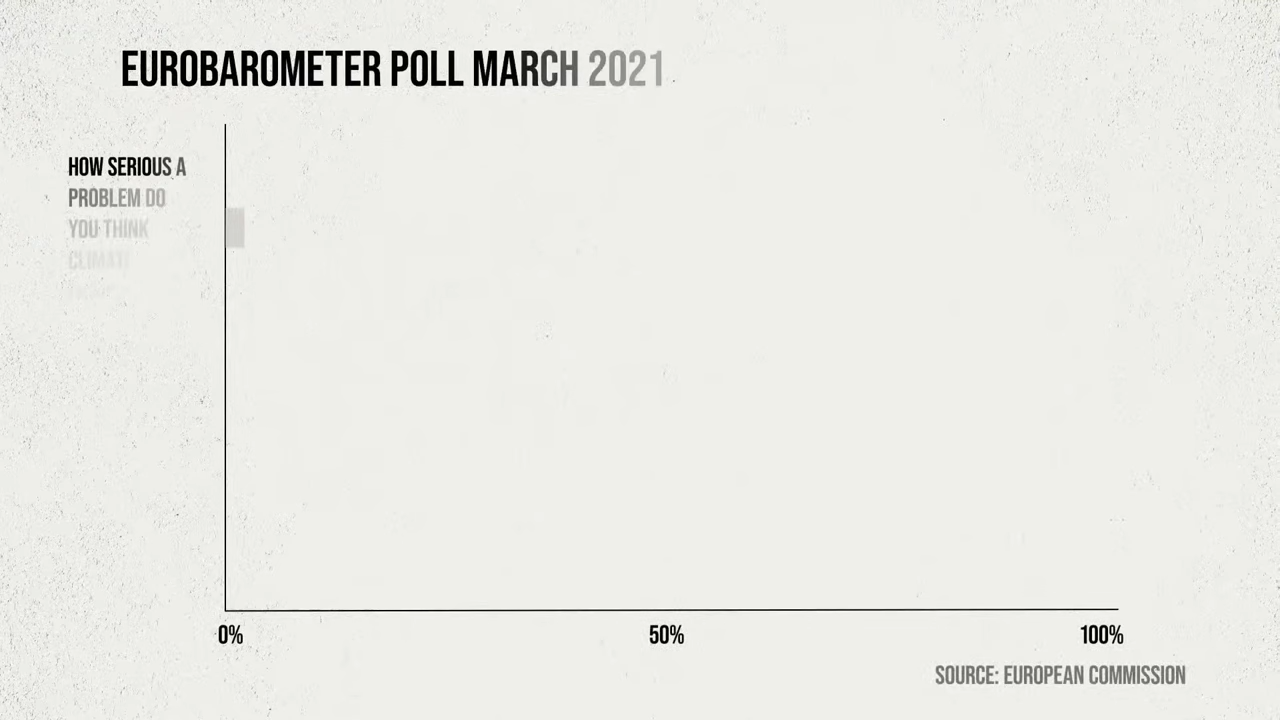 EUROBAROMETER POLL MARCH 2021
HOW SERIOUS A
PROBLEM DO
YOU THINK
CLIMATE
0%
50%
100%
SOURCE: EUROPEAN COMMISSION